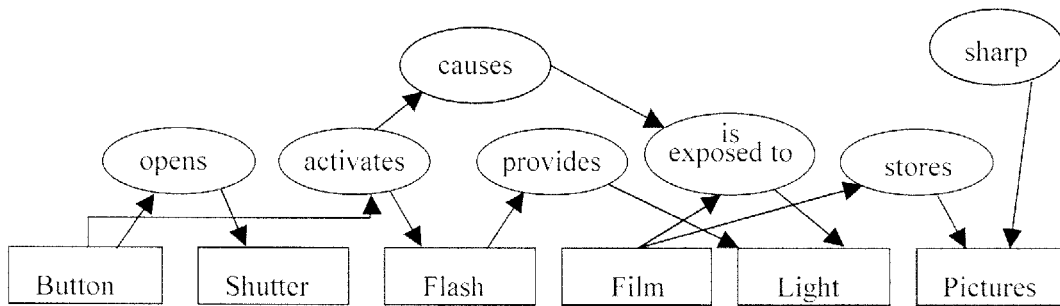 sharp
causes
is
exposed to
opens
activates
provides
stores
Button
Shutter
Flash
Film
Light
Pictures